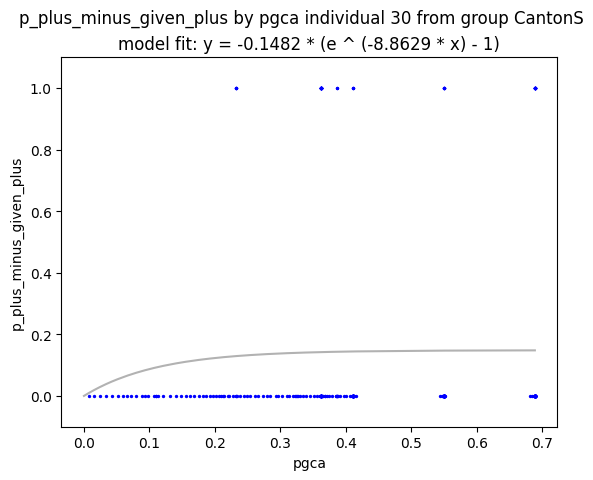 p_plus_minus_given_plus by pgca individual 30 from group CantonS
model fit: y = -0.1482 * (e ^ (-8.8629 * x) - 1)
p_plus_minus_given_plus
1.0
0.8
0.6
0.4
0.2
0.0
0.0 0.1 0.2 0.3 0.4 0.5 0.6 0.7
pgca